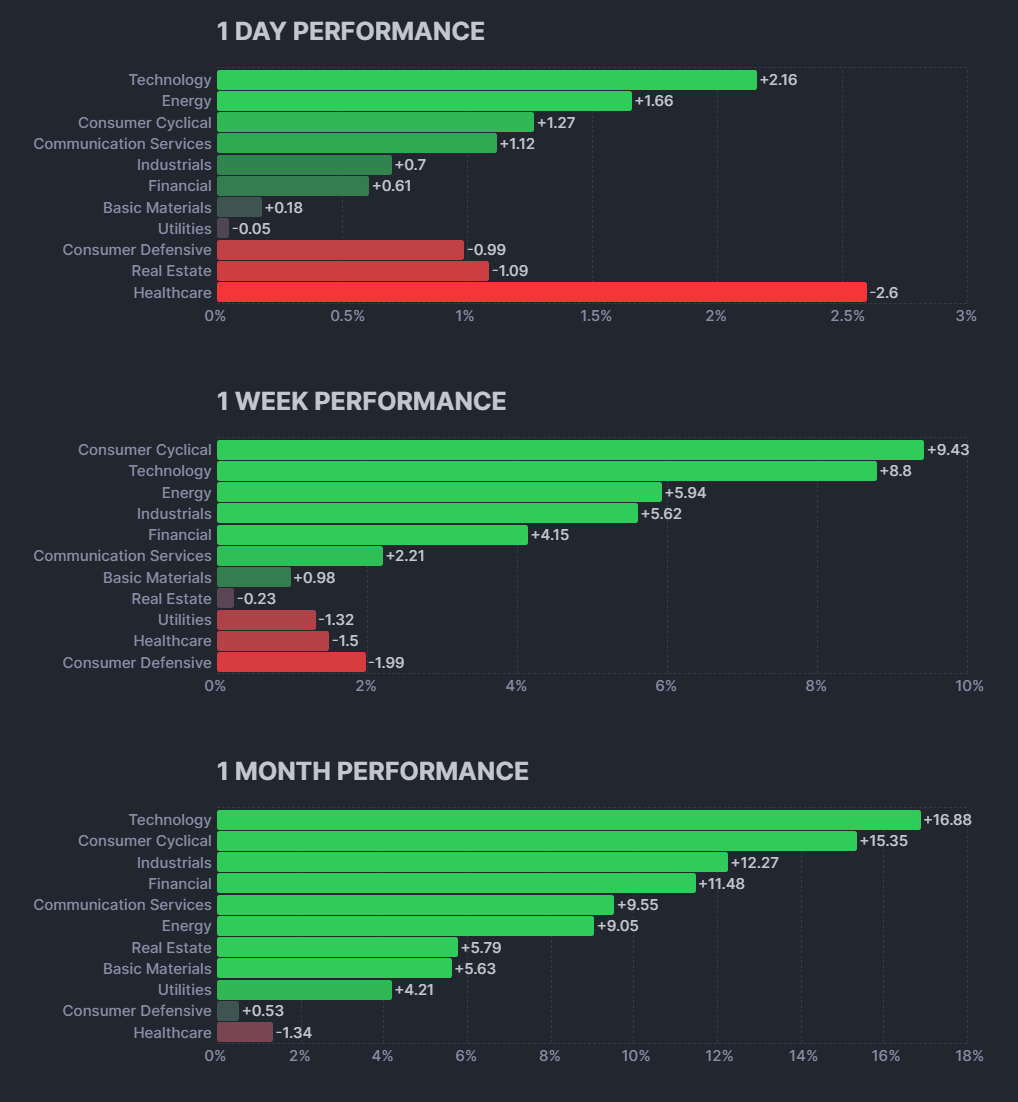 1 DAY PERFORMANCE
Technology +2.16
Energy +1.66
Consumer Cyclical +1.27
Communication Services +1.12
Industrials +0.7
Financial +0.61
Basic Materials +0.18
Utilities -0.05
Consumer Defensive -0.99
Real Estate -1.09
Healthcare -2.6
0% 0.5% 1% 1.5% 2% 2.5% 3%
1 WEEK PERFORMANCE
Consumer Cyclical +9.43
Technology +8.8
Energy +5.94
Industrials +5.62
Financial +4.15
Communication Services +2.21
Basic Materials +0.98
Real Estate -0.23
Utilities -1.32
Healthcare -1.5
Consumer Defensive -1.99
0% 2% 4% 6% 8% 10%
1 MONTH PERFORMANCE
Technology +16.88
Consumer Cyclical +15.35
Industrials +12.27
Financial +11.48
Communication Services +9.55
Energy +9.05
Real Estate +5.79
Basic Materials +5.63
Utilities +4.21
Consumer Defensive +0.53
Healthcare -1.34
0% 2% 4% 6% 8% 10% 12% 14% 16% 18%